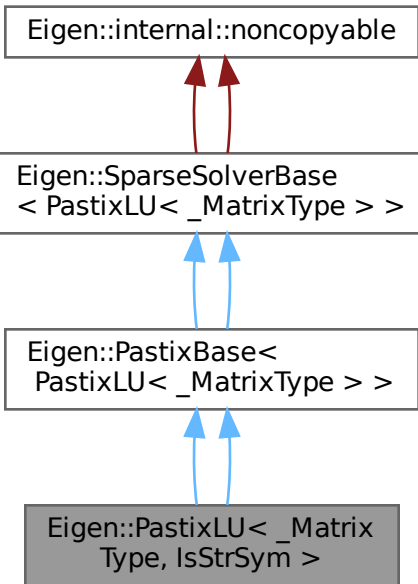 Eigen::internal::noncopyable
Eigen::SparseSolverBase
< PastixLU< _MatrixType > >
Eigen::PastixBase<
PastixLU< _MatrixType > >
Eigen::PastixLU< _Matrix
Type, IsStrSym >